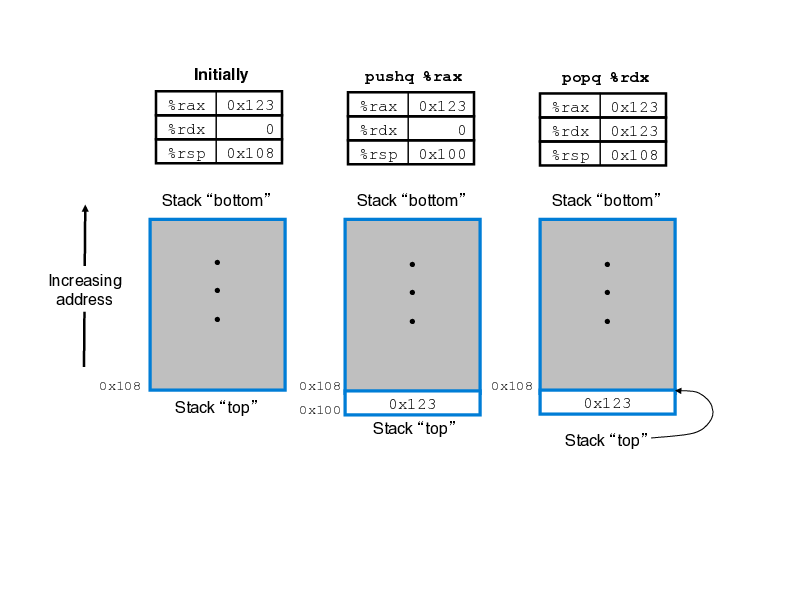 Initially
%rax 0x123
%rdx 0
%rsp 0x108
pushq %rax
%rax 0x123
%rdx 0
%rsp 0x100
popq %rdx
%rax 0x123
%rdx 0x123
%rsp 0x108
Stack “bottom”
Stack “bottom”
Stack “bottom”
Increasing
address
0x108
Stack “top”
0x108
0x100
0x123
Stack “top”
0x108
0x123
Stack “top”